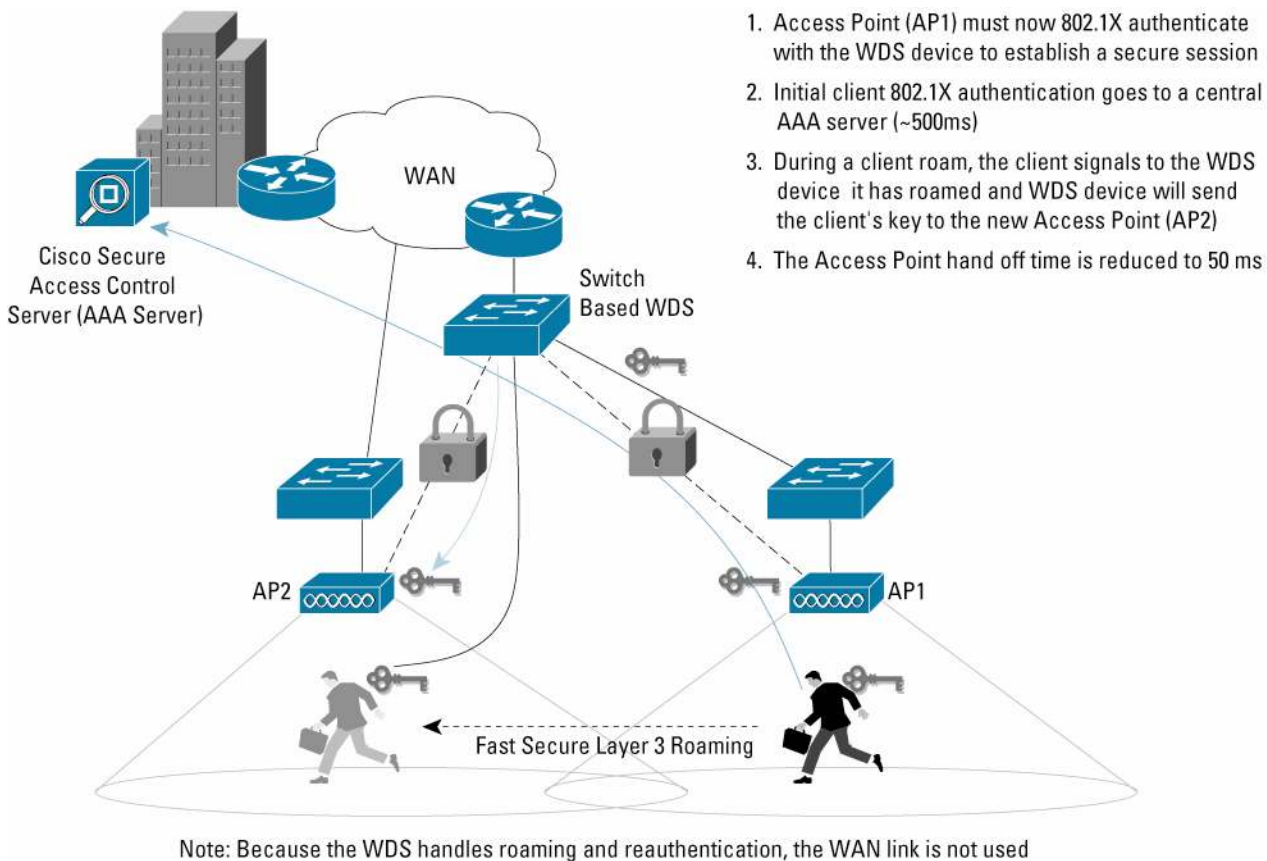 1. Access Point (AP1) must now 802.1X authenticate
with the WDS device to establish a secure session
2. Initial client 802.1X authentication goes to a central
AAA server (~500ms)
3. During a client roam, the client signals to the WDS
device it has roamed and WDS device will send
the client's key to the new Access Point (AP2)
4. The Access Point hand off time is reduced to 50 ms
WAN
Cisco Secure
Access Control
Server (AAA Server)
Switch
Based WDS
AP2
AP1
Fast Secure Layer 3 Roaming
Note: Because the WDS handles roaming and reauthentication, the WAN link is not used